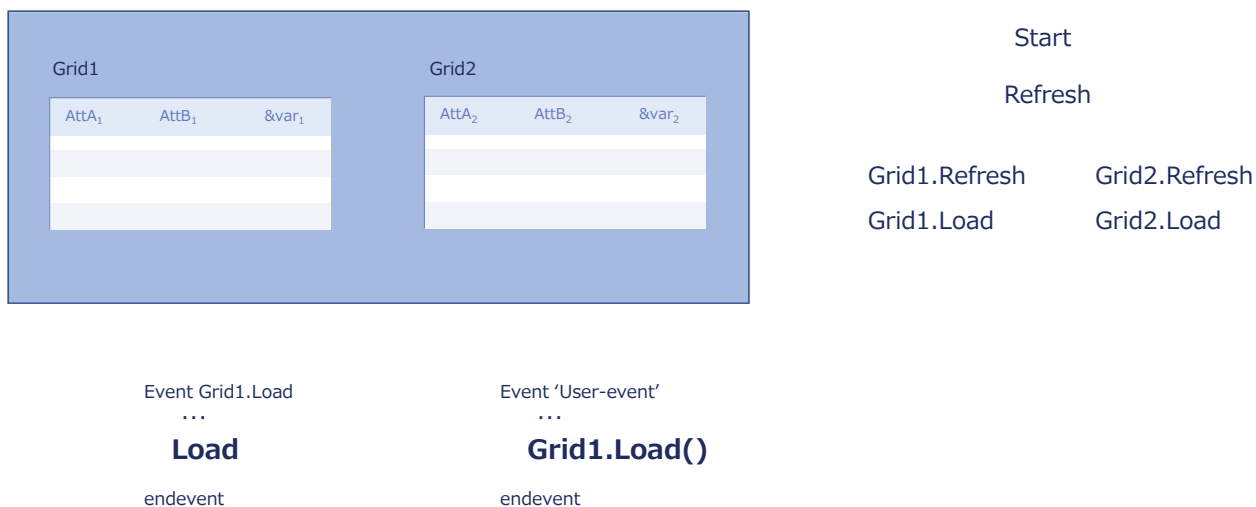 Grid1
AttA₁ AttB₁ &var₁
Grid2
AttA₂ AttB₂ &var₂
Start
Refresh
Grid1.Refresh Grid2.Refresh
Grid1.Load Grid2.Load
Event Grid1.Load
...
Load
endevent
Event ‘User-event’
...
Grid1.Load()
endevent